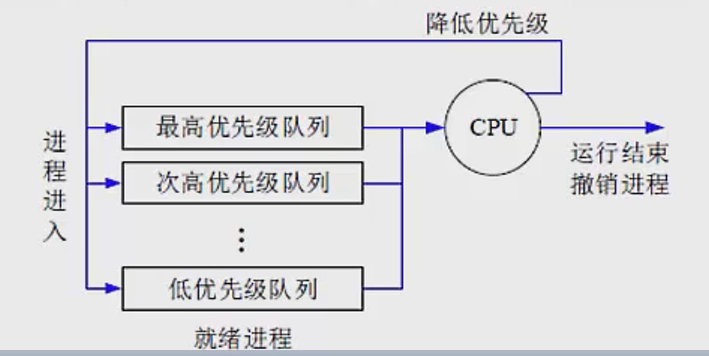 降低优先级
最高优先级队列
CPU
进程进入
次高优先级队列
运行结束
撤销进程
低优先级队列
就绪进程